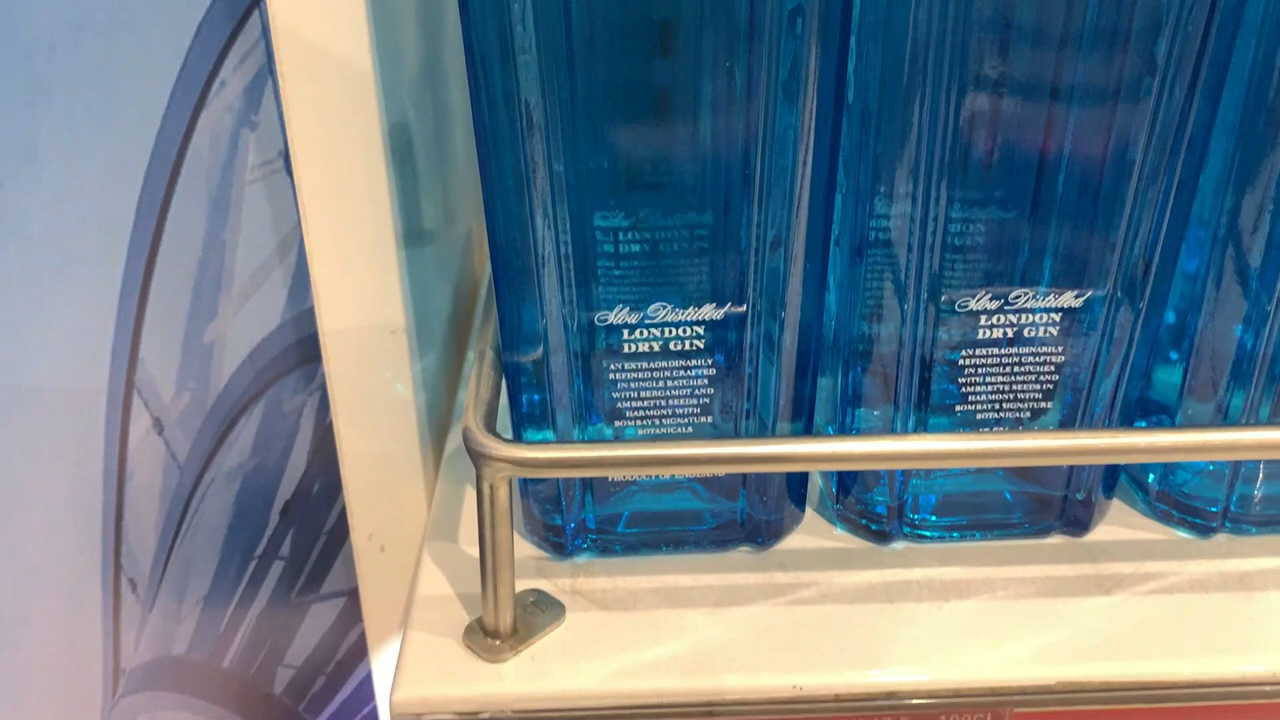 Slow Distilled
LONDON
DRY GIN
AN EXTRAORDINARILY
REFINED GIN CRAFTED
IN SINGLE BATCHES
WITH BERGAMOT AND
AMBRETTE SEEDS IN
HARMONY WITH
BOMBAY'S SIGNATURE
BOTANICALS
PRODUCT OF ENGLAND
Slow Distilled
LONDON
DRY GIN
AN EXTRAORDINARILY
REFINED GIN CRAFTED
IN SINGLE BATCHES
WITH BERGAMOT AND
AMBRETTE SEEDS IN
HARMONY WITH
BOMBAY'S SIGNATURE
BOTANICALS